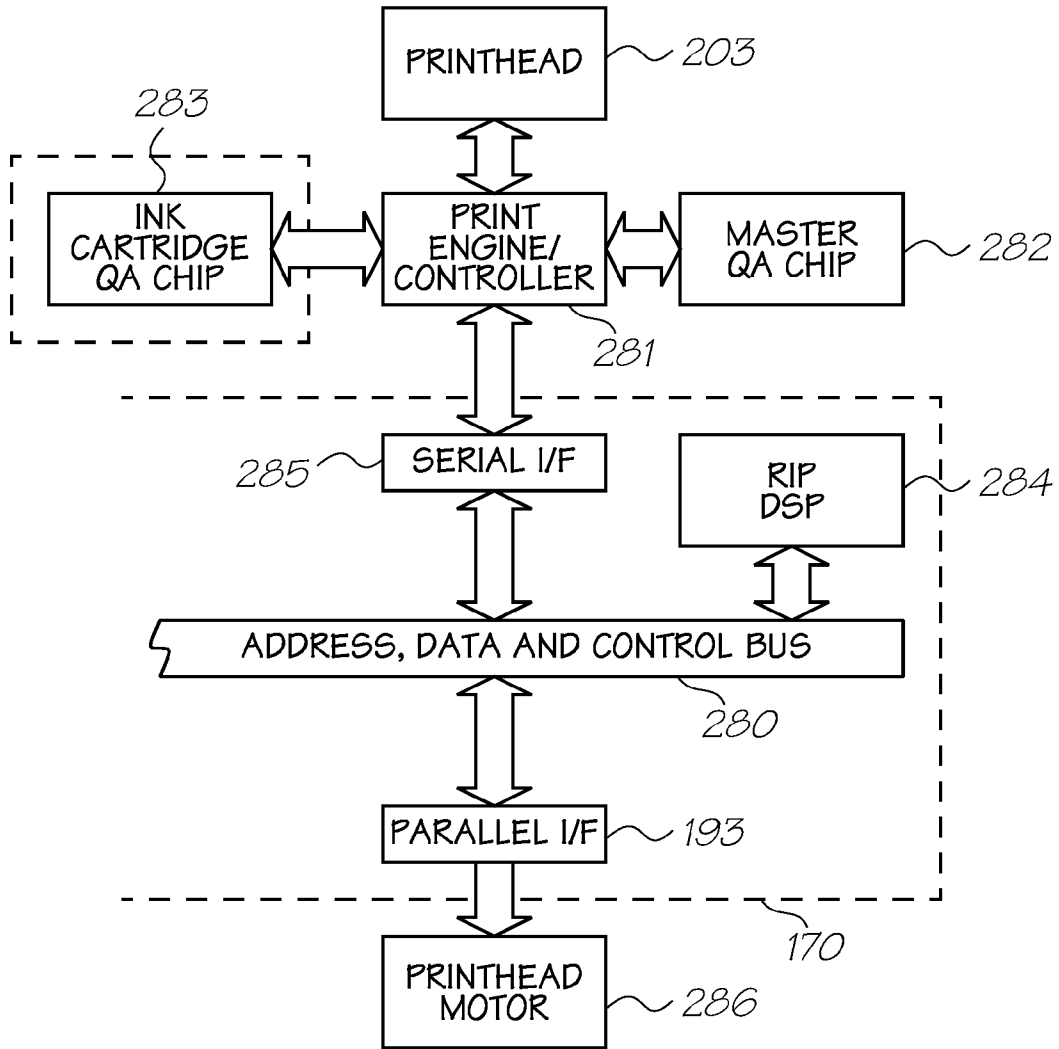 PRINTHEAD
203
283
INK
CARTRIDGE
QA CHIP
PRINT
ENGINE/
CONTROLLER
MASTER
QA CHIP
282
281
285
SERIAL I/F
RIP
DSP
284
ADDRESS, DATA AND CONTROL BUS
280
PARALLEL I/F
193
170
PRINTHEAD
MOTOR
286